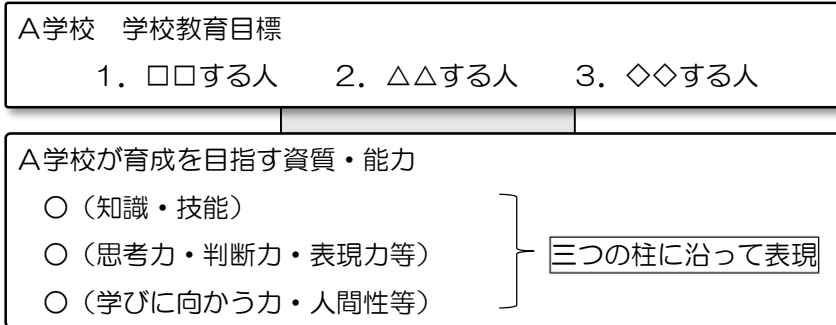 A学校　学校教育目標
１．□□する人　２．△△する人　３．◇◇する人
A学校が育成を目指す資質・能力
○（知識・技能）
○（思考力・判断力・表現力等）
○（学びに向かう力・人間性等）
三つの柱に沿って表現